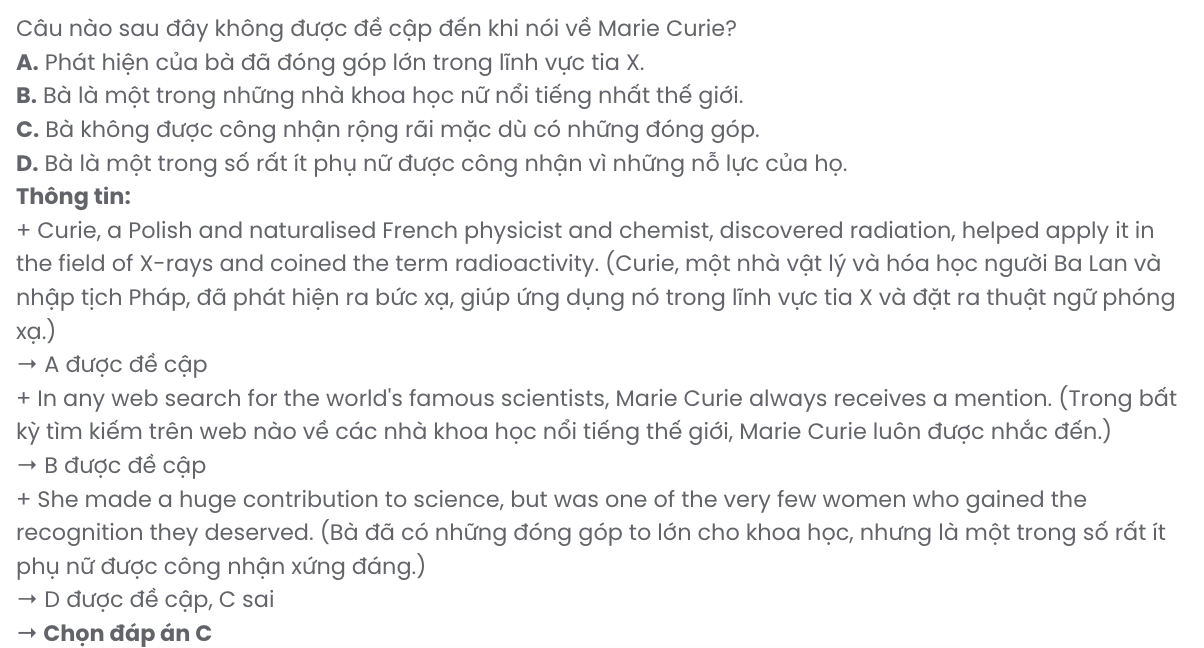 Câu nào sau đây không được đề cập đến khi nói về Marie Curie?
A. Phát hiện của bà đã đóng góp lớn trong lĩnh vực tia X.
B. Bà là một trong những nhà khoa học nữ nổi tiếng nhất thế giới.
C. Bà không được công nhận rộng rãi mặc dù có những đóng góp.
D. Bà là một trong số rất ít phụ nữ được công nhận vì những nỗ lực của họ.
Thông tin:
+ Curie, a Polish and naturalised French physicist and chemist, discovered radiation, helped apply it in
the field of X-rays and coined the term radioactivity. (Curie, một nhà vật lý và hóa học người Ba Lan và
nhập tịch Pháp, đã phát hiện ra bức xạ, giúp ứng dụng nó trong lĩnh vực tia X và đặt ra thuật ngữ phóng
xạ.)
→ A được đề cập
+ In any web search for the world's famous scientists, Marie Curie always receives a mention. (Trong bất
kỳ tìm kiếm trên web nào về các nhà khoa học nổi tiếng thế giới, Marie Curie luôn được nhắc đến.)
→ B được đề cập
+ She made a huge contribution to science, but was one of the very few women who gained the
recognition they deserved. (Bà đã có những đóng góp to lớn cho khoa học, nhưng là một trong số rất ít
phụ nữ được công nhận xứng đáng.)
→ D được đề cập, C sai
→ Chọn đáp án C